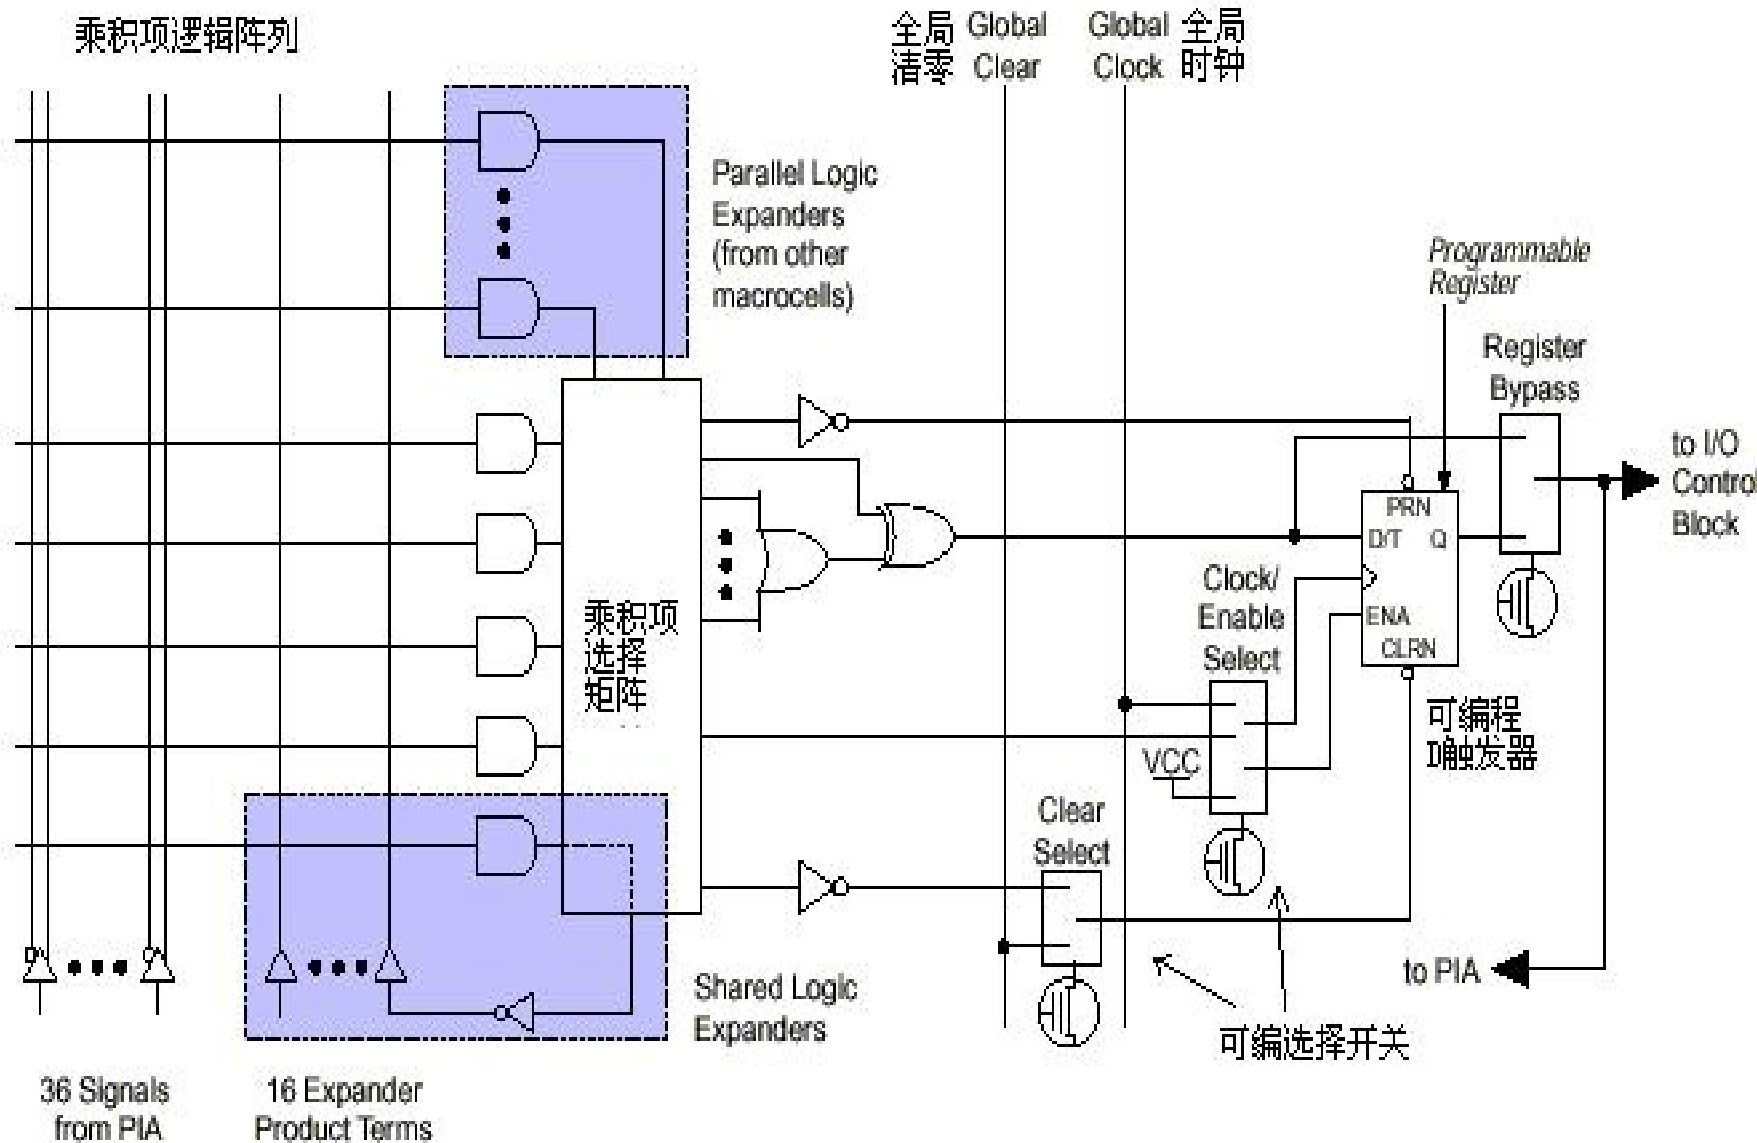 乘积项逻辑阵列
全局 Global
清零 Clear
Global 全局
Clock 时钟
Parallel Logic
Expanders
(from other
macrocells)
Programmable
Register
Register
Bypass
to I/O
Control
Block
PRN
D/T Q
ENA
CLRN
Clock/
Enable
Select
乘积项
选择
矩阵
可编程
D触发器
VCC
Clear
Select
to PIA
Shared Logic
Expanders
可编选择开关
36 Signals
from PIA
16 Expander
Product Terms